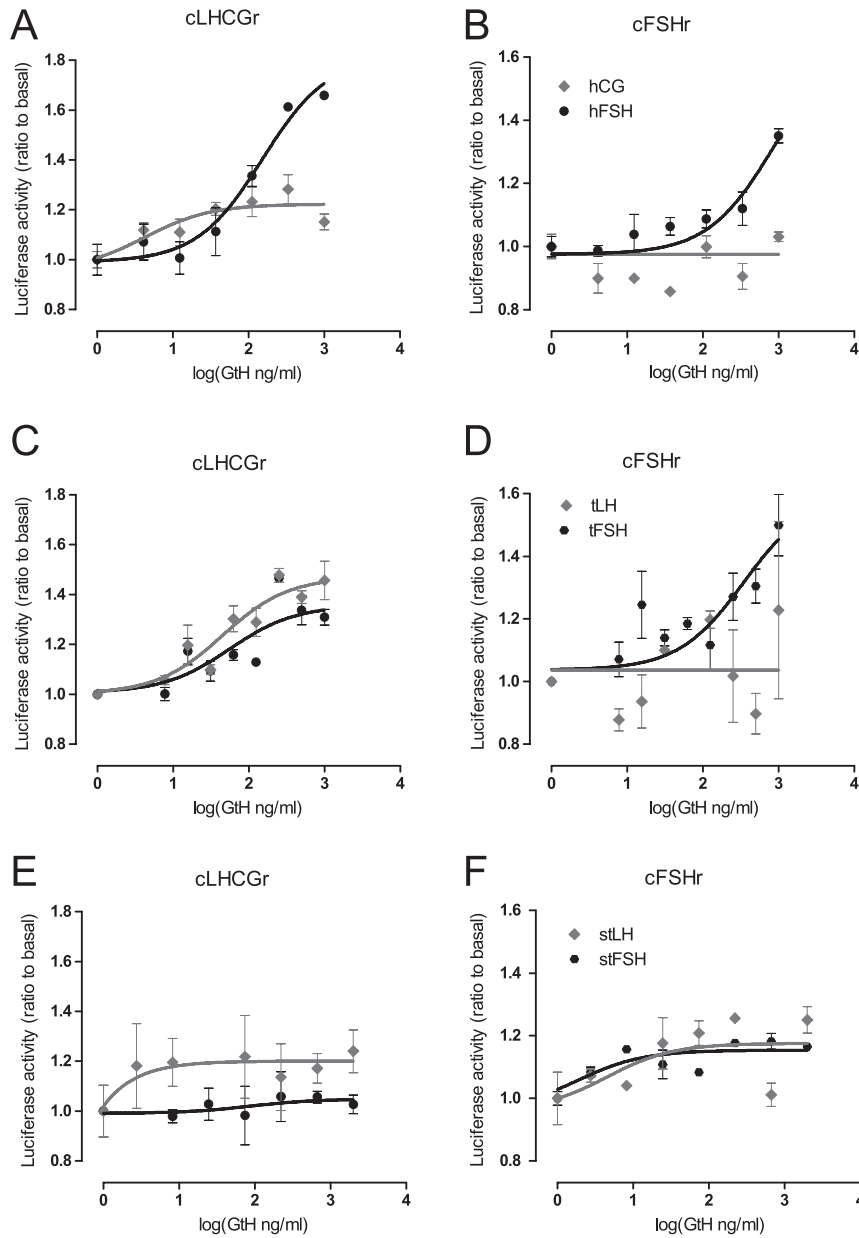 A
cLHCGr
Luciferase activity (ratio to basal)
1.8
1.6
1.4
1.2
1.0
0.8
0 1 2 3 4
log(GtH ng/ml)
B
cFSHr
Luciferase activity (ratio to basal)
1.6
1.4
1.2
1.0
0.8
hCG
hFSH
0 1 2 3 4
log(GtH ng/ml)
C
cLHCGr
Luciferase activity (ratio to basal)
1.8
1.6
1.4
1.2
1.0
0.8
0 1 2 3 4
log(GtH ng/ml)
D
cFSHr
Luciferase activity (ratio to basal)
1.6
1.4
1.2
1.0
0.8
tLH
tFSH
0 1 2 3 4
log(GtH ng/ml)
E
cLHCGr
Luciferase activity (ratio to basal)
1.8
1.6
1.4
1.2
1.0
0.8
0 1 2 3 4
log(GtH ng/ml)
F
cFSHr
Luciferase activity (ratio to basal)
1.6
1.4
1.2
1.0
0.8
stLH
stFSH
0 1 2 3 4
log(GtH ng/ml)